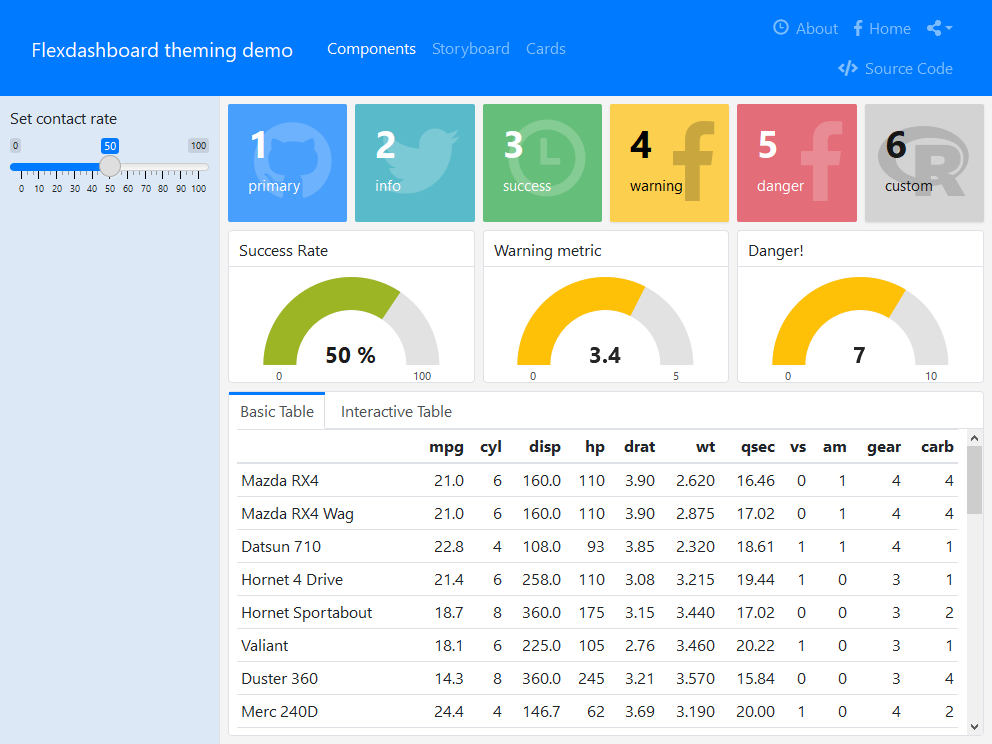 Flexdashboard theming demo Components Storyboard Cards About Home
Source Code
Set contact rate
0 50 100
0 10 20 30 40 50 60 70 80 90 100
1 primary
2 info
3 success
4 warning
5 danger
6 custom
Success Rate
50 %
0 100
Warning metric
3.4
0 5
Danger!
7
0 10
Basic Table Interactive Table
mpg cyl disp hp drat wt qsec vs am gear carb
Mazda RX4 21.0 6 160.0 110 3.90 2.620 16.46 0 1 4 4
Mazda RX4 Wag 21.0 6 160.0 110 3.90 2.875 17.02 0 1 4 4
Datsun 710 22.8 4 108.0 93 3.85 2.320 18.61 1 1 4 1
Hornet 4 Drive 21.4 6 258.0 110 3.08 3.215 19.44 1 0 3 1
Hornet Sportabout 18.7 8 360.0 175 3.15 3.440 17.02 0 0 3 2
Valiant 18.1 6 225.0 105 2.76 3.460 20.22 1 0 3 1
Duster 360 14.3 8 360.0 245 3.21 3.570 15.84 0 0 3 4
Merc 240D 24.4 4 146.7 62 3.69 3.190 20.00 1 0 4 2